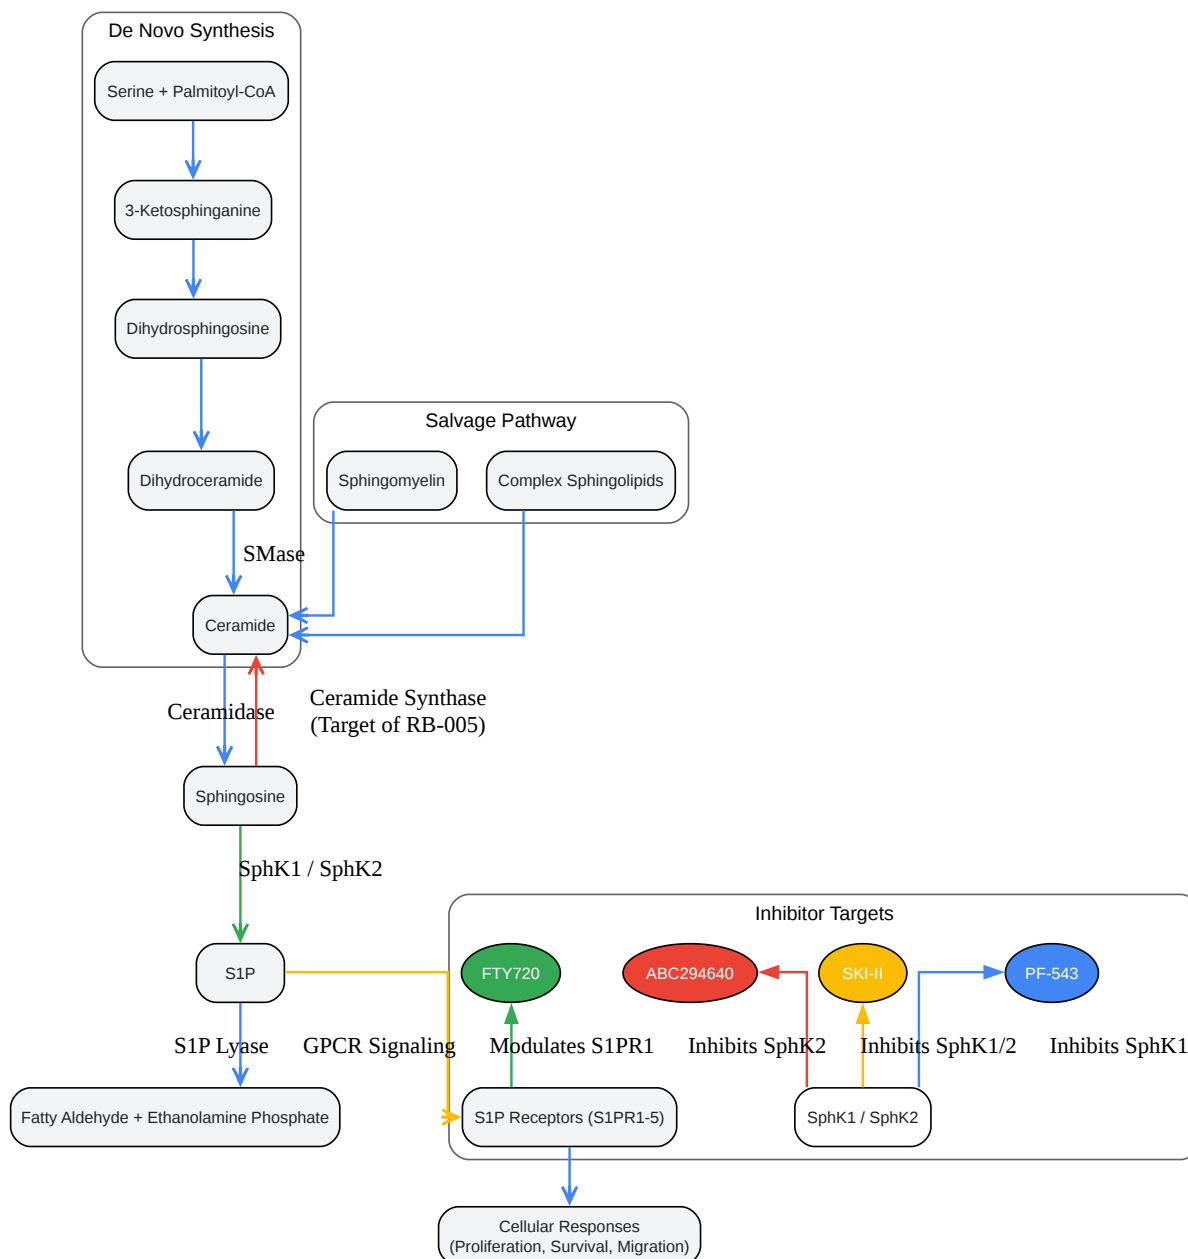 De Novo Synthesis
Serine + Palmitoyl-CoA
3-Ketosphinganine
Dihydrosphingosine
Salvage Pathway
Dihydroceramide
Sphingomyelin
Complex Sphingolipids
SMase
Ceramide
Ceramidase
Ceramide Synthase
(Target of RB-005)
Sphingosine
SphK1 / SphK2
Inhibitor Targets
S1P
FTY720
ABC294640
SKI-II
PF-543
S1P Lyase
GPCR Signaling
Modulates S1PR1
Inhibits SphK2
Inhibits SphK1/2
Inhibits SphK1
Fatty Aldehyde + Ethanolamine Phosphate
S1P Receptors (S1PR1-5)
SphK1 / SphK2
Cellular Responses
(Proliferation, Survival, Migration)